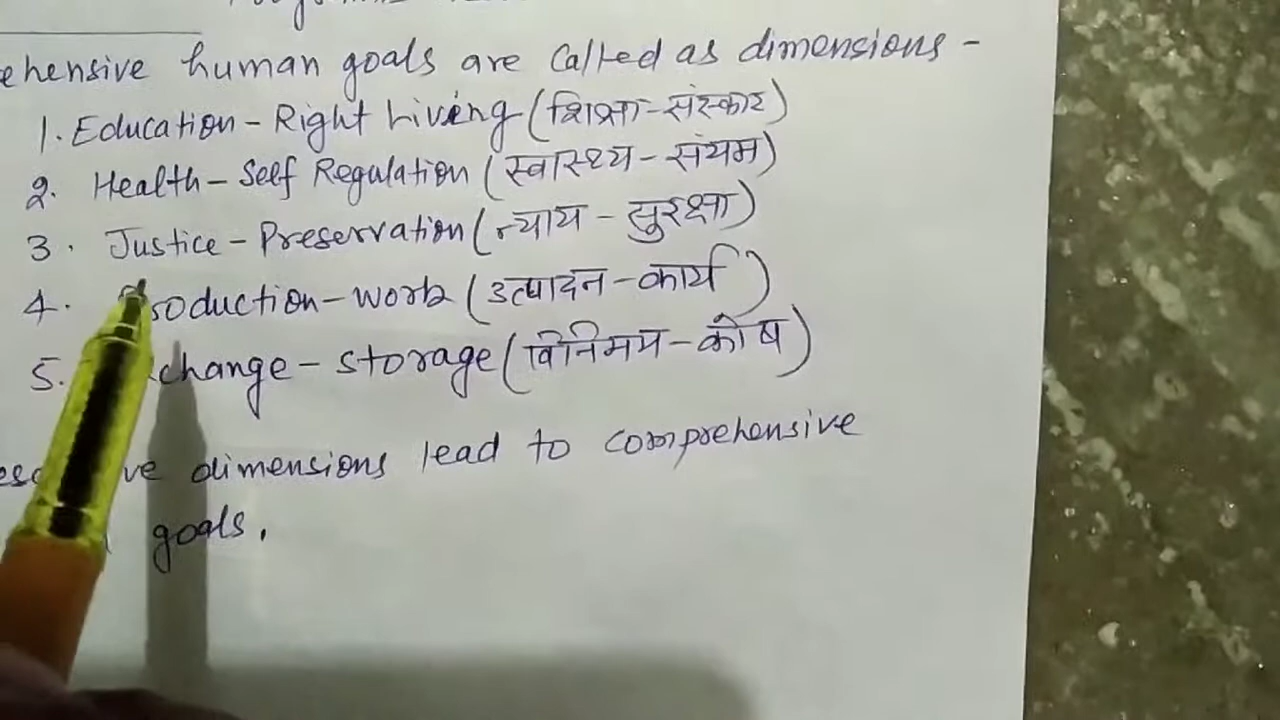 ehensive human goals are called as dimensions -
1. Education - Right Living (शिक्षा - संस्कार)
2. Health - Self Regulation (स्वास्थ्य - संयम)
3. Justice - Preservation (न्याय - सुरक्षा)
4. Production - work (उत्पादन - कार्य)
5. change - storage (विनिमय - कोष)
ve dimensions lead to comprehensive
goals.